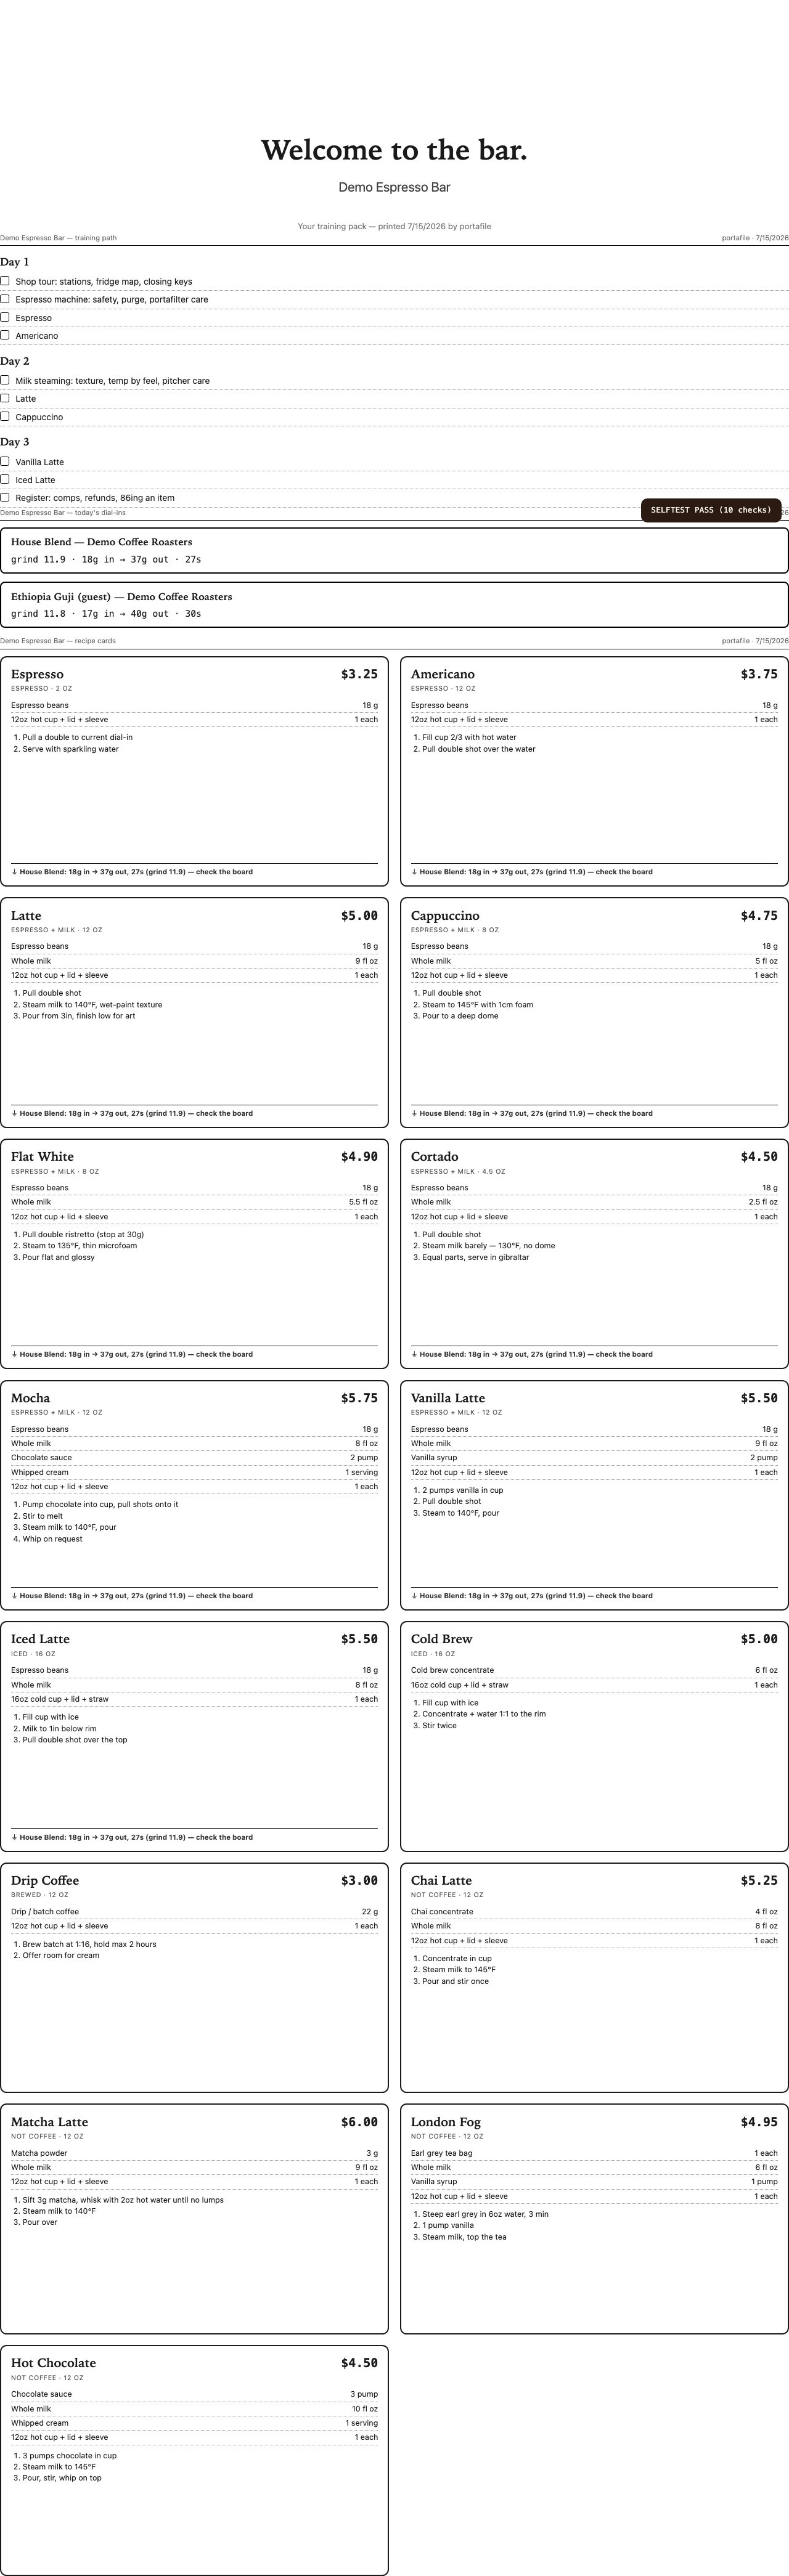 Welcome to the bar.
Demo Espresso Bar
Your training pack — printed 7/15/2026 by portafile
Demo Espresso Bar — training path
portafile · 7/15/2026
Day 1
Shop tour: stations, fridge map, closing keys
Espresso machine: safety, purge, portafilter care
Espresso
Americano
Day 2
Milk steaming: texture, temp by feel, pitcher care
Latte
Cappuccino
Day 3
Vanilla Latte
Iced Latte
Register: comps, refunds, 86ing an item
Demo Espresso Bar — today's dial-ins
SELFTEST PASS (10 checks)
House Blend — Demo Coffee Roasters
grind 11.9 · 18g in → 37g out · 27s
Ethiopia Guji (guest) — Demo Coffee Roasters
grind 11.8 · 17g in → 40g out · 30s
Demo Espresso Bar — recipe cards
portafile · 7/15/2026
Espresso $3.25
ESPRESSO · 2 OZ
Espresso beans 18 g
12oz hot cup + lid + sleeve 1 each
1. Pull a double to current dial-in
2. Serve with sparkling water
↓ House Blend: 18g in → 37g out, 27s (grind 11.9) — check the board
Americano $3.75
ESPRESSO · 12 OZ
Espresso beans 18 g
12oz hot cup + lid + sleeve 1 each
1. Fill cup 2/3 with hot water
2. Pull double shot over the water
↓ House Blend: 18g in → 37g out, 27s (grind 11.9) — check the board
Latte $5.00
ESPRESSO + MILK · 12 OZ
Espresso beans 18 g
Whole milk 9 fl oz
12oz hot cup + lid + sleeve 1 each
1. Pull double shot
2. Steam milk to 140°F, wet-paint texture
3. Pour from 3in, finish low for art
↓ House Blend: 18g in → 37g out, 27s (grind 11.9) — check the board
Cappuccino $4.75
ESPRESSO + MILK · 8 OZ
Espresso beans 18 g
Whole milk 5 fl oz
12oz hot cup + lid + sleeve 1 each
1. Pull double shot
2. Steam to 145°F with 1cm foam
3. Pour to a deep dome
↓ House Blend: 18g in → 37g out, 27s (grind 11.9) — check the board
Flat White $4.90
ESPRESSO + MILK · 8 OZ
Espresso beans 18 g
Whole milk 5.5 fl oz
12oz hot cup + lid + sleeve 1 each
1. Pull double ristretto (stop at 30g)
2. Steam to 135°F, thin microfoam
3. Pour flat and glossy
↓ House Blend: 18g in → 37g out, 27s (grind 11.9) — check the board
Cortado $4.50
ESPRESSO + MILK · 4.5 OZ
Espresso beans 18 g
Whole milk 2.5 fl oz
12oz hot cup + lid + sleeve 1 each
1. Pull double shot
2. Steam milk barely — 130°F, no dome
3. Equal parts, serve in gibraltar
↓ House Blend: 18g in → 37g out, 27s (grind 11.9) — check the board
Mocha $5.75
ESPRESSO + MILK · 12 OZ
Espresso beans 18 g
Whole milk 8 fl oz
Chocolate sauce 2 pump
Whipped cream 1 serving
12oz hot cup + lid + sleeve 1 each
1. Pump chocolate into cup, pull shots onto it
2. Stir to melt
3. Steam milk to 140°F, pour
4. Whip on request
↓ House Blend: 18g in → 37g out, 27s (grind 11.9) — check the board
Vanilla Latte $5.50
ESPRESSO + MILK · 12 OZ
Espresso beans 18 g
Whole milk 9 fl oz
Vanilla syrup 2 pump
12oz hot cup + lid + sleeve 1 each
1. 2 pumps vanilla in cup
2. Pull double shot
3. Steam to 140°F, pour
↓ House Blend: 18g in → 37g out, 27s (grind 11.9) — check the board
Iced Latte $5.50
ICED · 16 OZ
Espresso beans 18 g
Whole milk 8 fl oz
16oz cold cup + lid + straw 1 each
1. Fill cup with ice
2. Milk to 1in below rim
3. Pull double shot over the top
↓ House Blend: 18g in → 37g out, 27s (grind 11.9) — check the board
Cold Brew $5.00
ICED · 16 OZ
Cold brew concentrate 6 fl oz
16oz cold cup + lid + straw 1 each
1. Fill cup with ice
2. Concentrate + water 1:1 to the rim
3. Stir twice
Drip Coffee $3.00
BREWED · 12 OZ
Drip / batch coffee 22 g
12oz hot cup + lid + sleeve 1 each
1. Brew batch at 1:16, hold max 2 hours
2. Offer room for cream
Chai Latte $5.25
NOT COFFEE · 12 OZ
Chai concentrate 4 fl oz
Whole milk 8 fl oz
12oz hot cup + lid + sleeve 1 each
1. Concentrate in cup
2. Steam milk to 145°F
3. Pour and stir once
Matcha Latte $6.00
NOT COFFEE · 12 OZ
Matcha powder 3 g
Whole milk 9 fl oz
12oz hot cup + lid + sleeve 1 each
1. Sift 3g matcha, whisk with 2oz hot water until no lumps
2. Steam milk to 140°F
3. Pour over
London Fog $4.95
NOT COFFEE · 12 OZ
Earl grey tea bag 1 each
Whole milk 6 fl oz
Vanilla syrup 1 pump
12oz hot cup + lid + sleeve 1 each
1. Steep earl grey in 6oz water, 3 min
2. 1 pump vanilla
3. Steam milk, top the tea
Hot Chocolate $4.50
NOT COFFEE · 12 OZ
Chocolate sauce 3 pump
Whole milk 10 fl oz
Whipped cream 1 serving
12oz hot cup + lid + sleeve 1 each
1. 3 pumps chocolate in cup
2. Steam milk to 145°F
3. Pour, stir, whip on top